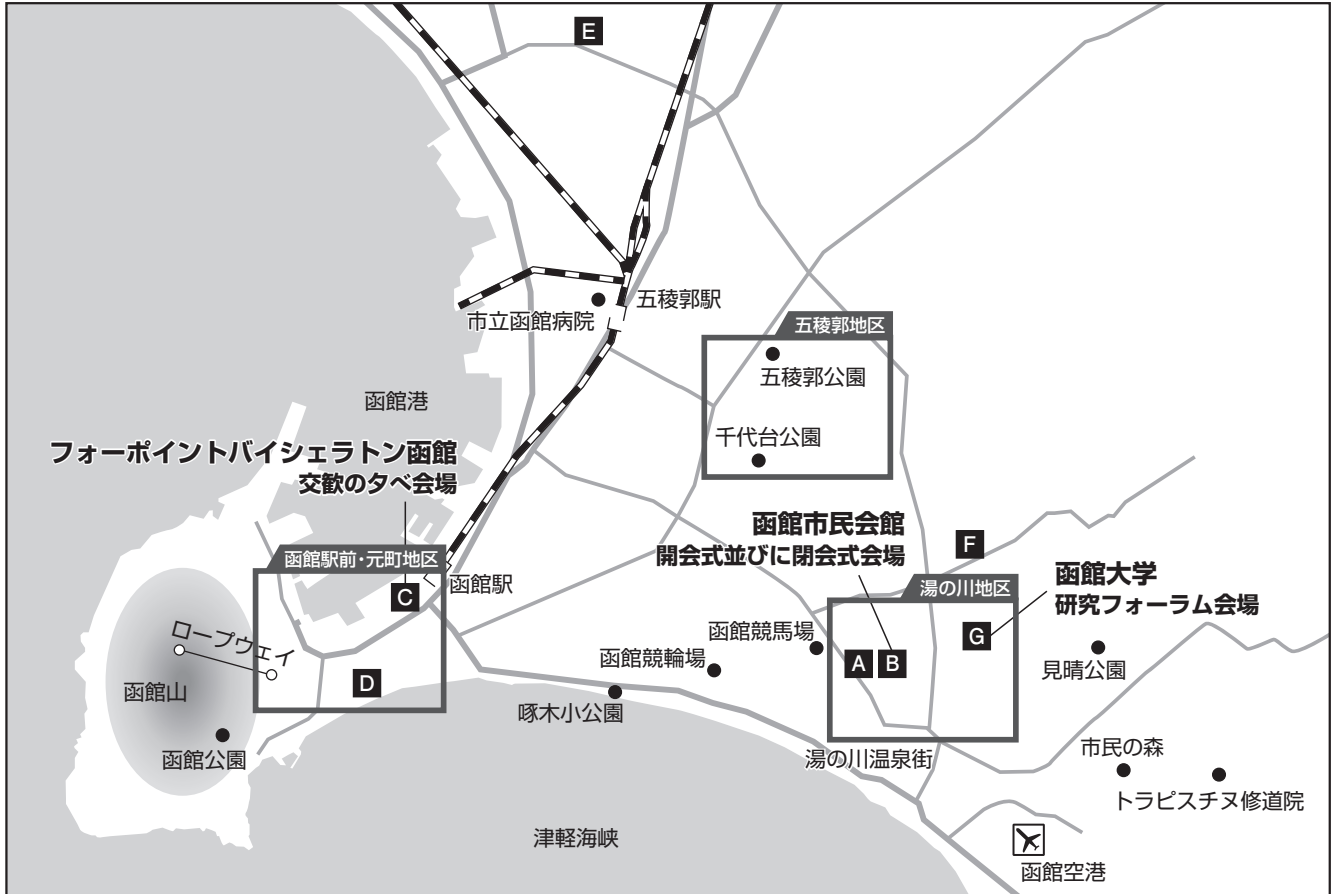 E
五稜郭駅
市立函館病院
五稜郭地区
五稜郭公園
千代台公園
函館港
フォーポイントバイシェラトン函館
交歓の夕べ会場
函館市民会館
開会式並びに閉会式会場
F
函館大学
研究フォーラム会場
函館駅前・元町地区
函館駅
C
湯の川地区
G
函館競馬場
A
B
見晴公園
ロープウェイ
函館競輪場
函館山
D
啄木小公園
函館公園
湯の川温泉街
市民の森
トラピスチヌ修道院
津軽海峡
函館空港